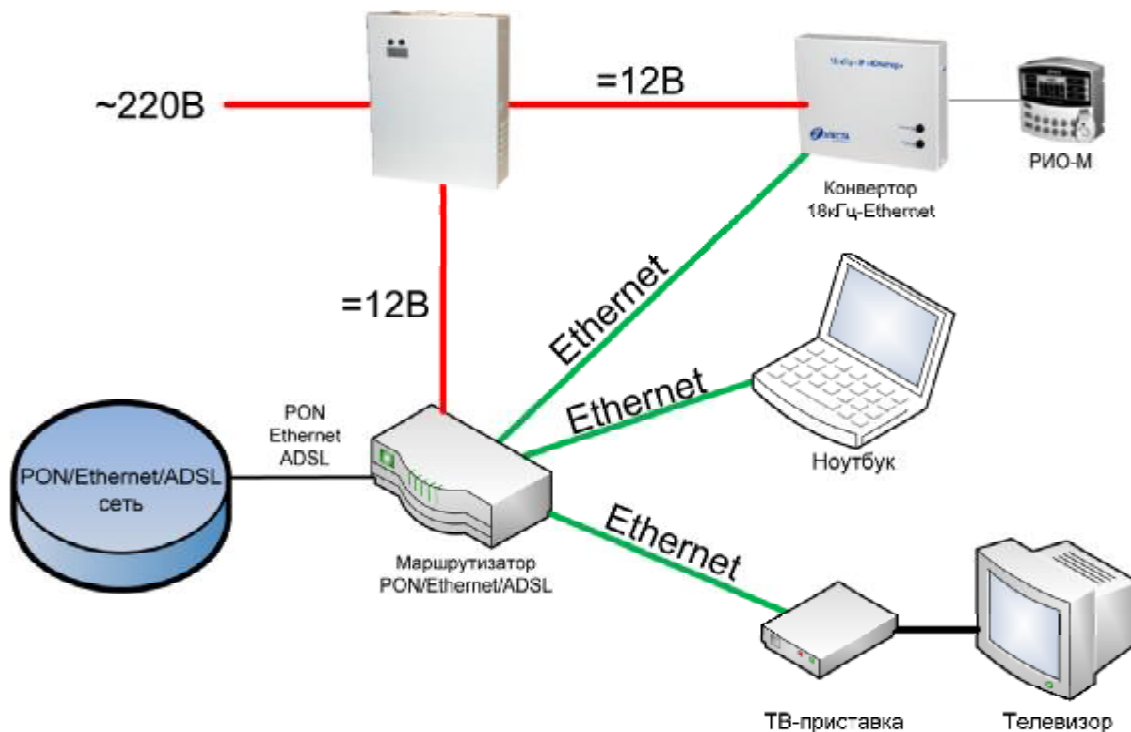 =12В
~220В
РИО-М
Конвертор
18кГц-Ethernet
Ethernet
=12В
PON
Ethernet
ADSL
Ethernet
PON/Ethernet/ADSL
сеть
Ноутбук
Ethernet
Маршрутизатор
PON/Ethernet/ADSL
ТВ-приставка
Телевизор